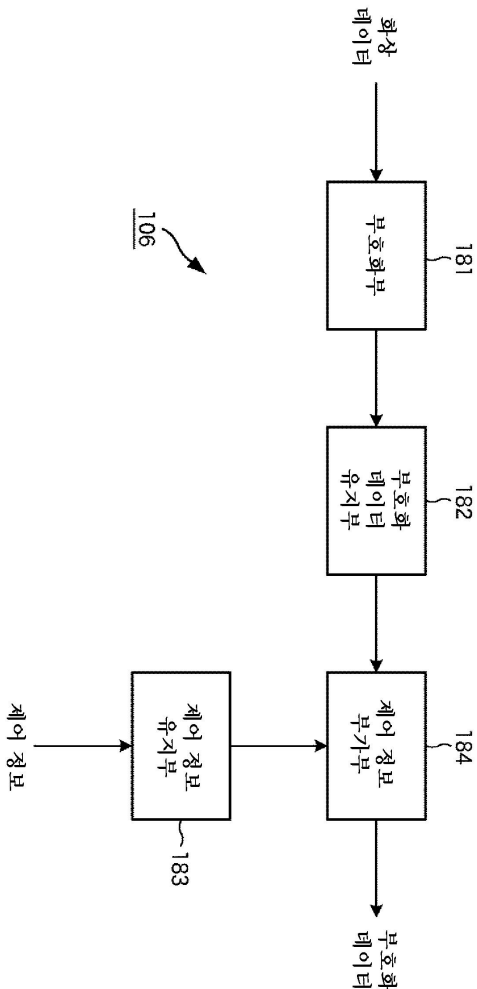 화상
데이터
181
부호화부
182
부호화
데이터
유지부
184
제어 정보
부가부
부호화
데이터
106
제어 정보
제어 정보
유지부
183